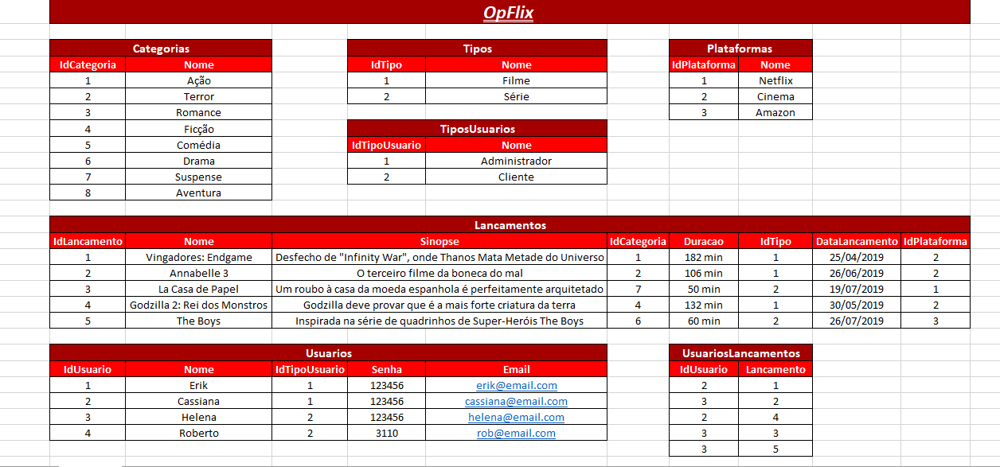 OpFlix
Categorias Tipos Plataformas
IdCategoria Nome IdTipo Nome IdPlataforma Nome
1 Ação 1 Filme 1 Netflix
2 Terror 2 Série 2 Cinema
3 Romance 3 Amazon
4 Ficção TiposUsuarios
5 Comédia IdTipoUsuario Nome
6 Drama 1 Administrador
7 Suspense 2 Cliente
8 Aventura
Lancamentos
IdLancamento Nome Sinopse IdCategoria Duracao IdTipo DataLancamento IdPlataforma
1 Vingadores: Endgame Desfecho de "Infinity War", onde Thanos Mata Metade do Universo 1 182 min 1 25/04/2019 2
2 Annabelle 3 O terceiro filme da boneca do mal 2 106 min 1 26/06/2019 2
3 La Casa de Papel Um roubo à casa da moeda espanhola é perfeitamente arquitetado 7 50 min 2 19/07/2019 1
4 Godzilla 2: Rei dos Monstros Godzilla deve provar que é a mais forte criatura da terra 4 132 min 1 30/05/2019 2
5 The Boys Inspirada na série de quadrinhos de Super-Heróis The Boys 6 60 min 2 26/07/2019 3
Usuarios UsuariosLancamentos
IdUsuario Nome IdTipoUsuario Senha Email IdUsuario Lancamento
1 Erik 1 123456 erik@email.com 2 1
2 Cassiana 1 123456 cassiana@email.com 3 2
3 Helena 2 123456 helena@email.com 2 4
4 Roberto 2 3110 rob@email.com 3 3
3 5